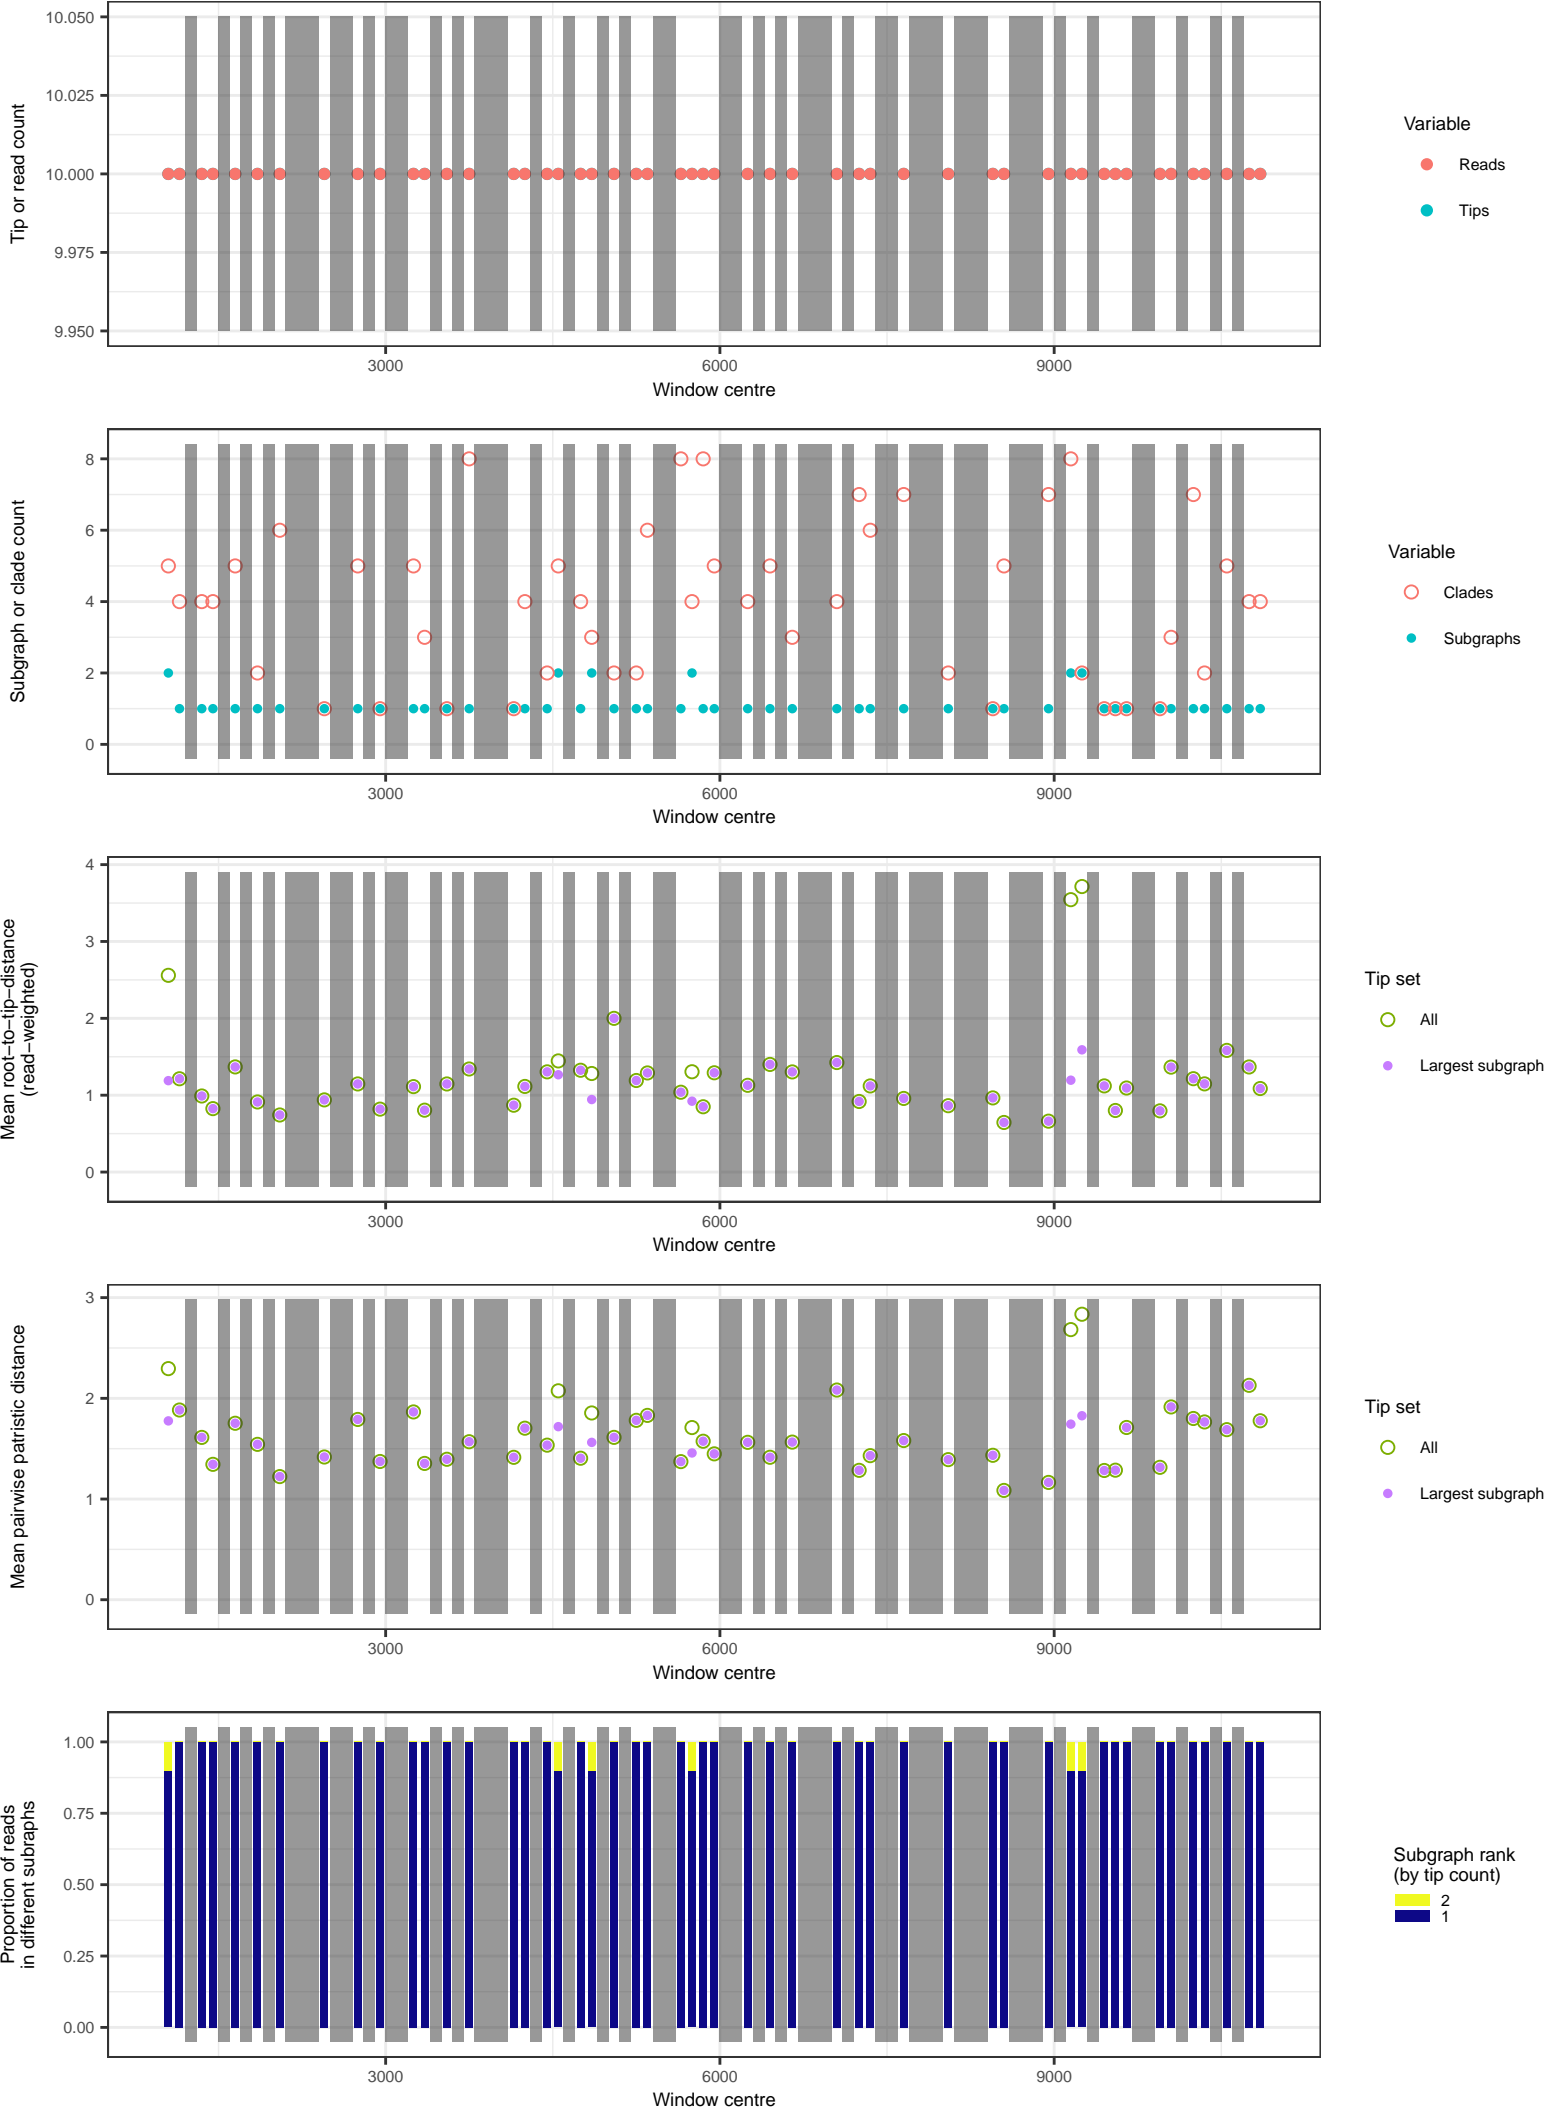 10.050
10.025
10.000
9.975
9.950
Tip or read count
3000
6000
9000
Window centre
Variable
Reads
Tips
8
6
4
2
0
Subgraph or clade count
3000
6000
9000
Window centre
Variable
Clades
Subgraphs
4
3
2
1
0
Mean root−to−tip−distance
(read−weighted)
3000
6000
9000
Window centre
Tip set
All
Largest subgraph
3
2
1
0
Mean pairwise patristic distance
3000
6000
9000
Window centre
Tip set
All
Largest subgraph
1.00
0.75
0.50
0.25
0.00
Proportion of reads
in different subraphs
3000
6000
9000
Window centre
Subgraph rank
(by tip count)
2
1